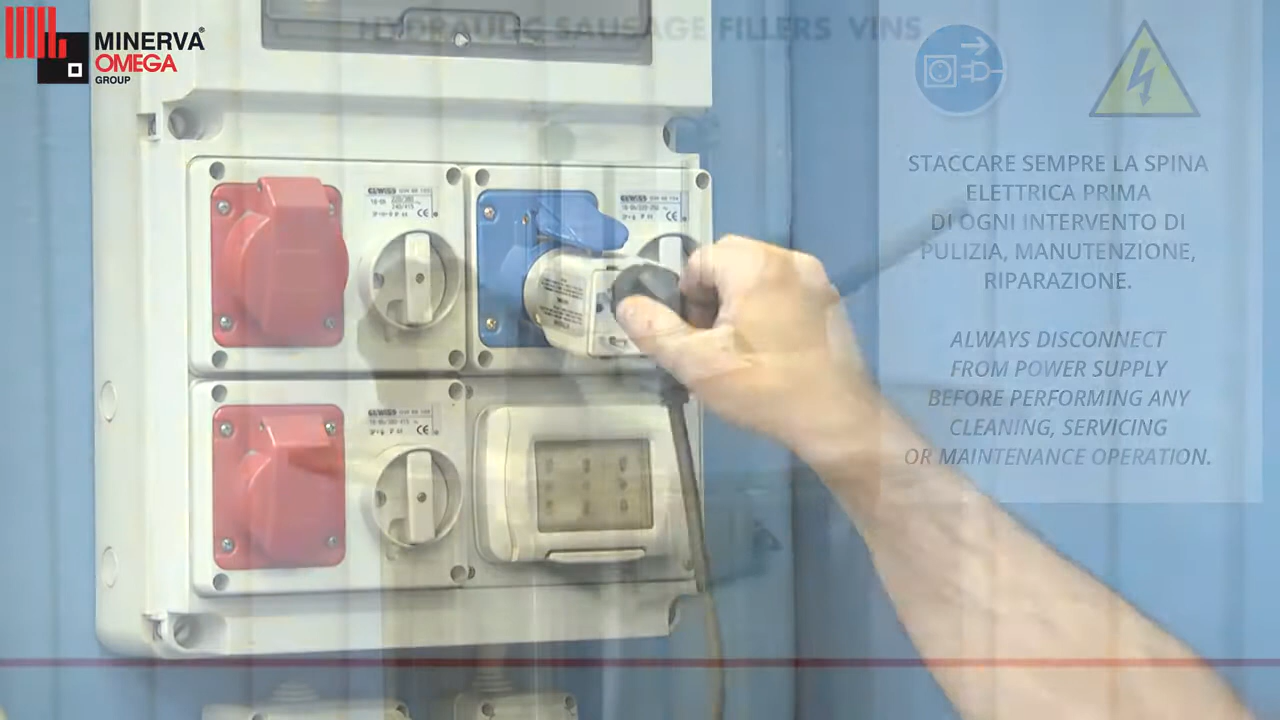 MINERVA®
OMEGA
GROUP
HYDRAULIC SAUSAGE FILLERS VINS
STACCARE SEMPRE LA SPINA
ELETTRICA PRIMA
DI OGNI INTERVENTO DI
PULIZIA, MANUTENZIONE,
RIPARAZIONE.
ALWAYS DISCONNECT
FROM POWER SUPPLY
BEFORE PERFORMING ANY
CLEANING, SERVICING
OR MAINTENANCE OPERATION.
GEWISS
CE
GEWISS
CE
GEWISS
CE